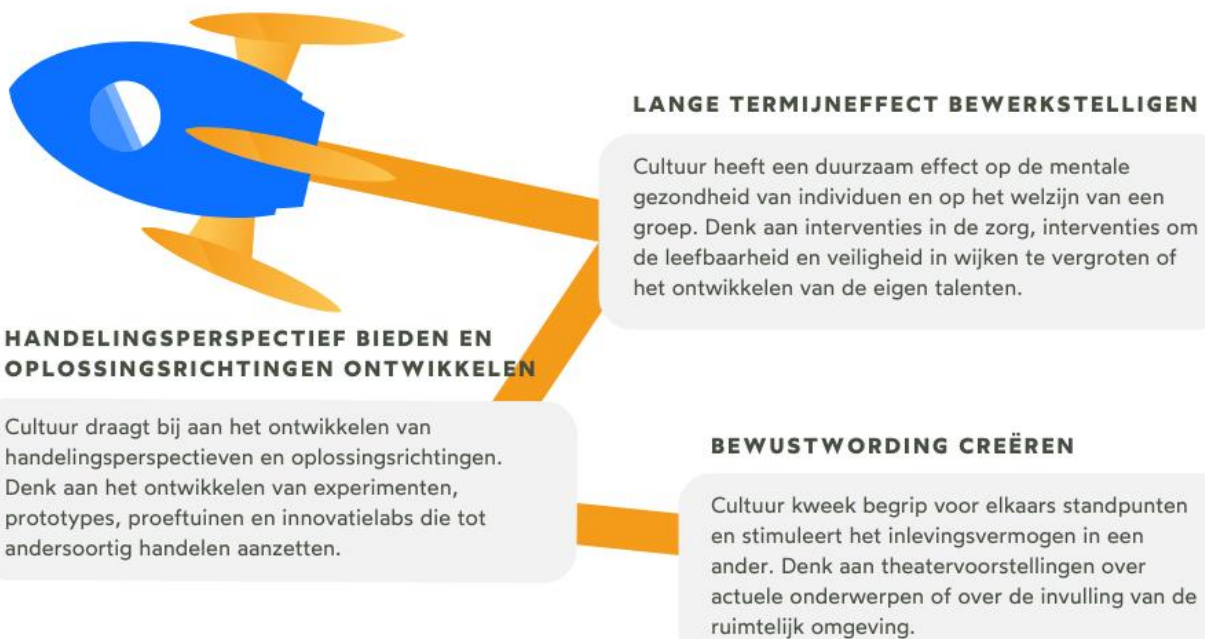 LANGE TERMIJNEFFECT BEWERKSTELLIGEN
Cultuur heeft een duurzaam effect op de mentale
gezondheid van individuen en op het welzijn van een
groep. Denk aan interventies in de zorg, interventies om
de leefbaarheid en veiligheid in wijken te vergroten of
het ontwikkelen van de eigen talenten.
HANDELINGSPERSPECTIEF BIEDEN EN
OPLOSSINGSRICHTINGEN ONTWIKKELEN
Cultuur draagt bij aan het ontwikkelen van
handelingsperspectieven en oplossingsrichtingen.
Denk aan het ontwikkelen van experimenten,
prototypes, proeftuinen en innovatielabs die tot
andersoortig handelen aanzetten.
BEWUSTWORDING CREËREN
Cultuur kweek begrip voor elkaars standpunten
en stimuleert het inlevingsvermogen in een
ander. Denk aan theatervoorstellingen over
actuele onderwerpen of over de invulling van de
ruimtelijk omgeving.